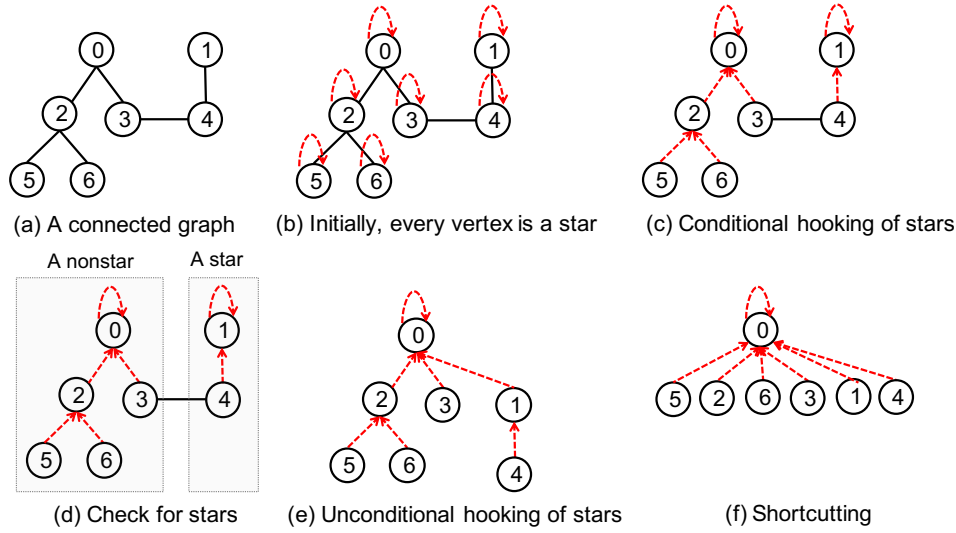 0 1
2 3 4
5 6
(a) A connected graph
0 1
2 3 4
5 6
(b) Initially, every vertex is a star
0 1
2 3 4
5 6
(c) Conditional hooking of stars
A nonstar A star
0 1
2 3 4
5 6
(d) Check for stars
0
2 3 1
5 6 4
(e) Unconditional hooking of stars
0
5 2 6 3 1 4
(f) Shortcutting